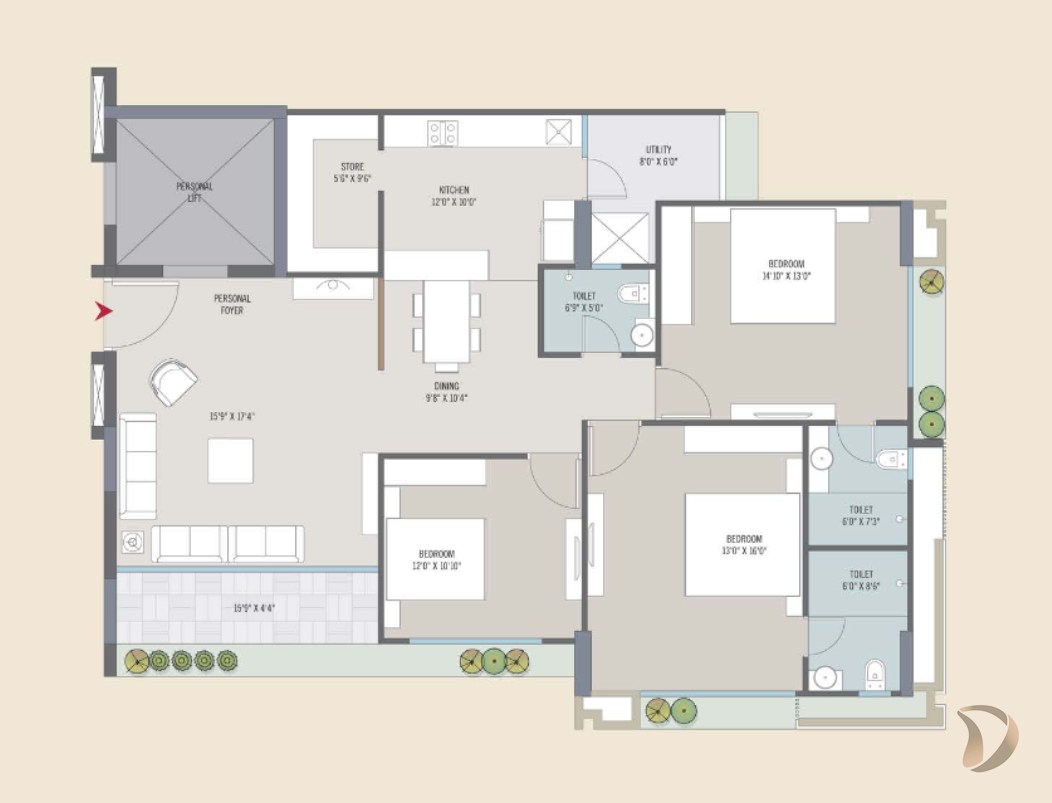 PERSONAL
LIFT
STORE
5'6" X 9'6"
KITCHEN
12'0" X 10'0"
UTILITY
8'0" X 6'0"
PERSONAL
FOYER
TOILET
6'9" X 5'0"
BEDROOM
14'10" X 13'0"
DINING
9'8" X 10'4"
15'9" X 17'4"
BEDROOM
12'0" X 10'10"
BEDROOM
13'0" X 16'0"
TOILET
6'0" X 7'3"
TOILET
6'0" X 8'6"
15'9" X 4'4"